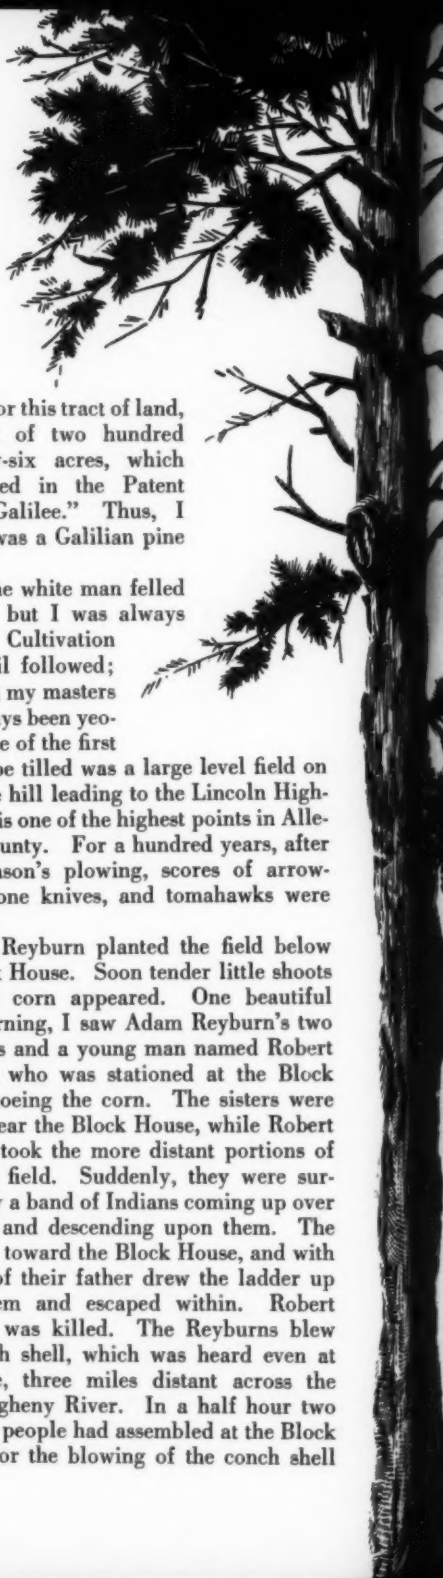 or this tract of land,
of two hundred
-six acres, which
ed in the Patent
Galilee." Thus, I
was a Galilian pine
he white man felled
but I was always
Cultivation
il followed;
my masters
ys been yeo-
e of the first
be tilled was a large level field on
e hill leading to the Lincoln High-
is one of the highest points in Alle-
unty. For a hundred years, after
ason's plowing, scores of arrow-
one knives, and tomahawks were
Reyburn planted the field below
k House. Soon tender little shoots
corn appeared. One beautiful
rning, I saw Adam Reyburn's two
s and a young man named Robert
who was stationed at the Block
oeing the corn. The sisters were
ear the Block House, while Robert
took the more distant portions of
field. Suddenly, they were sur-
y a band of Indians coming up over
and descending upon them. The
toward the Block House, and with
of their father drew the ladder up
em and escaped within. Robert
was killed. The Reyburns blew
h shell, which was heard even at
e, three miles distant across the
gheny River. In a half hour two
people had assembled at the Block
or the blowing of the conch shell